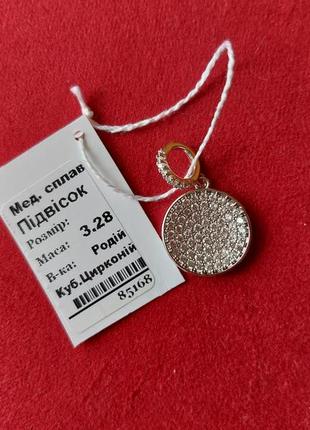 Мед. сплав
Підвісок
Розмір:
Маса: 3.28
В-ка: Родій
Куб.Цирконій
85168